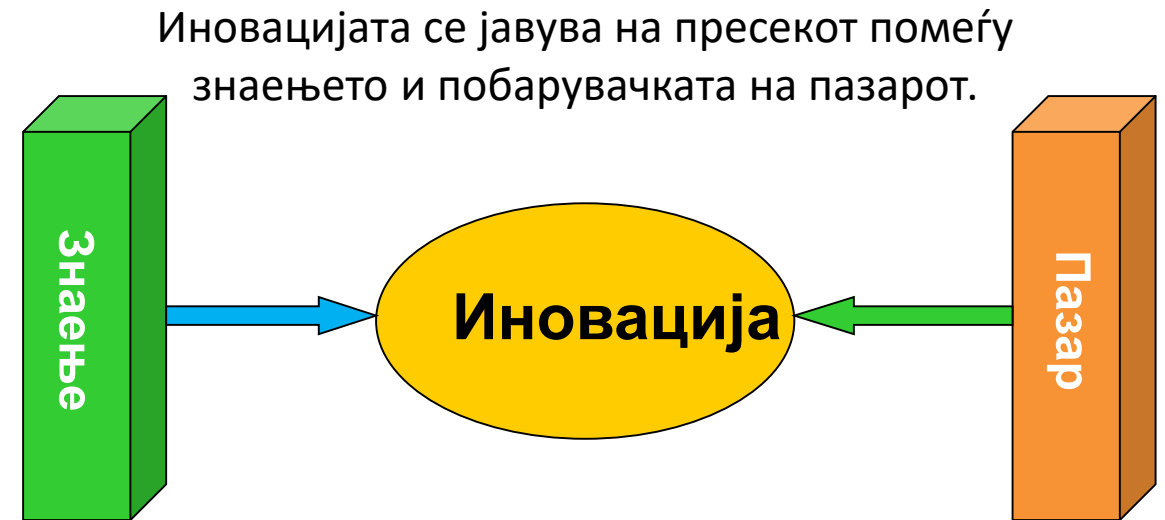 Иновацијата се јавува на пресекот помеѓу
знаењето и побарувачката на пазарот.
Знаење
Иновација
Пазар